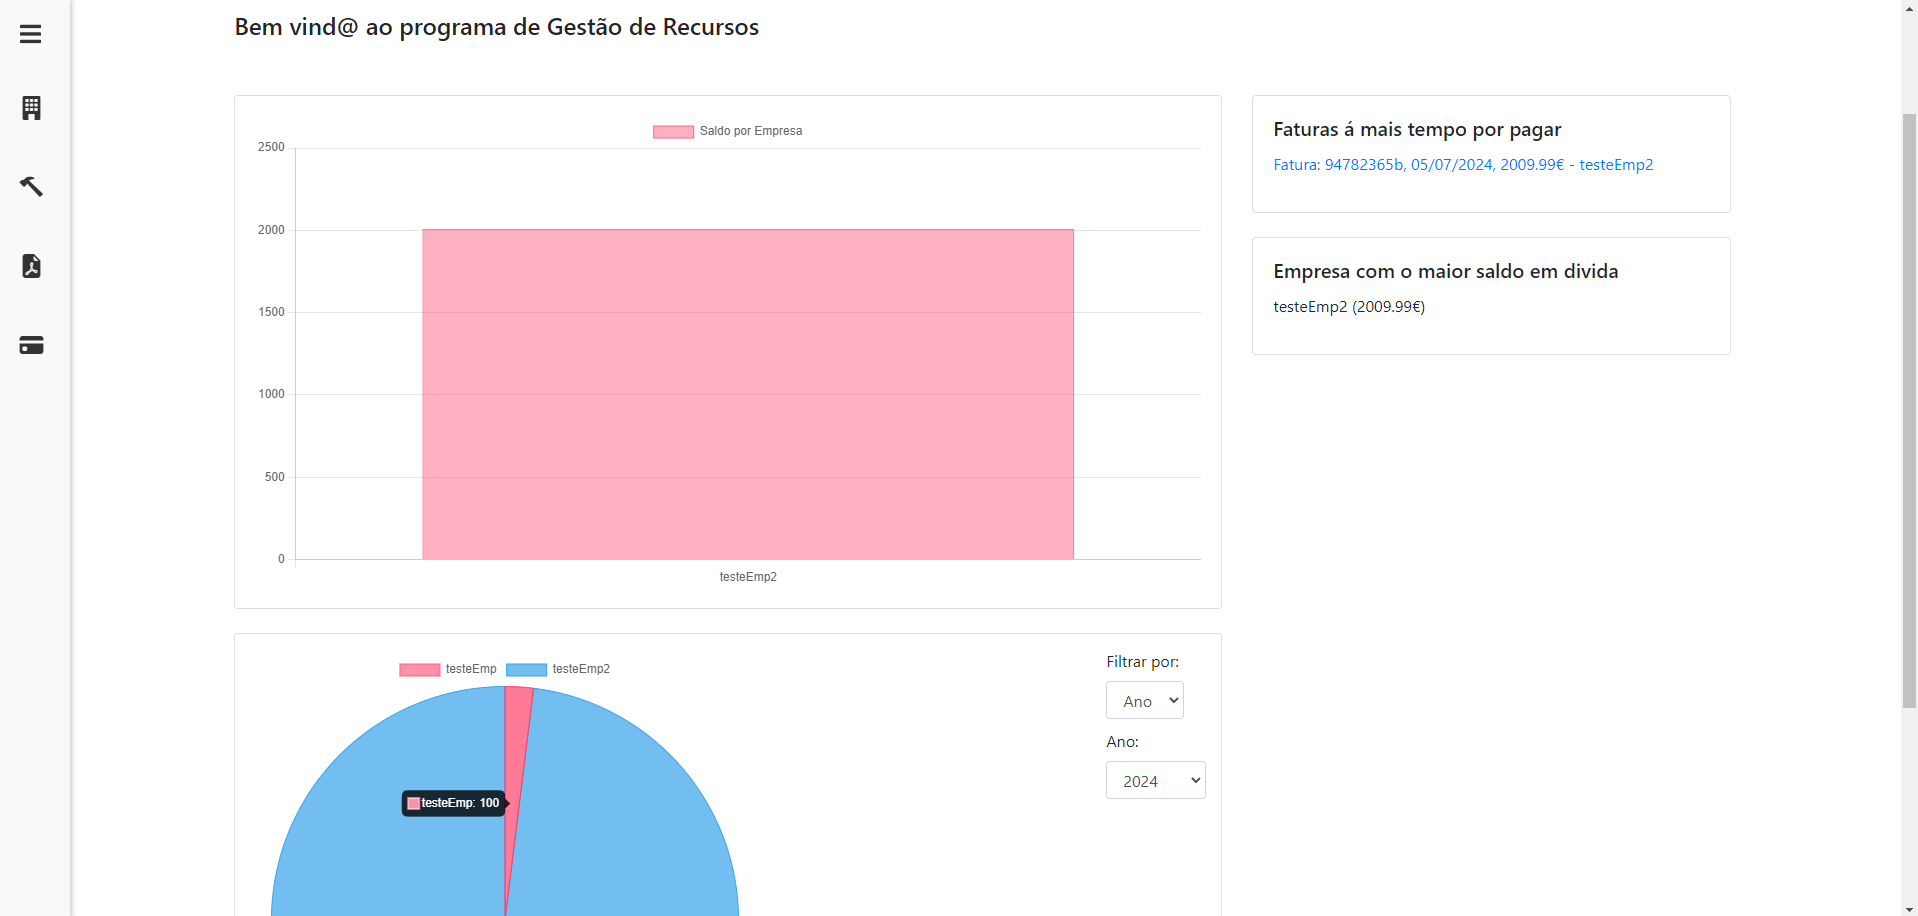 Bem vind@ ao programa de Gestão de Recursos
Saldo por Empresa
2500
2000
1500
1000
500
0
testeEmp2
Faturas á mais tempo por pagar
Fatura: 94782365b, 05/07/2024, 2009.99€ - testeEmp2
Empresa com o maior saldo em divida
testeEmp2 (2009.99€)
testeEmp testeEmp2
testeEmp: 100
Filtrar por:
Ano
Ano:
2024